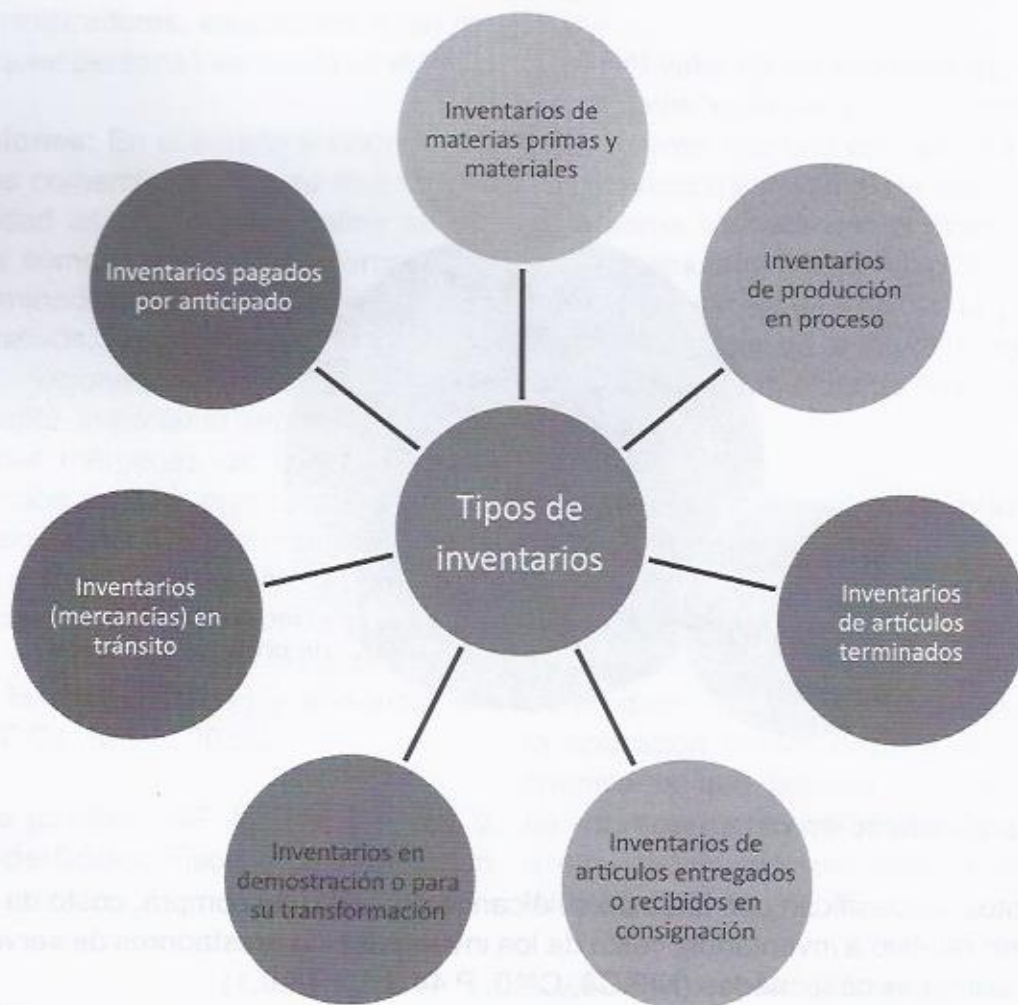 Inventarios de
materias primas y
materiales
Inventarios pagados
por anticipado
Inventarios
de producción
en proceso
Tipos de
inventarios
Inventarios
(mercancías) en
tránsito
Inventarios
de artículos
terminados
Inventarios en
demostración o para
su transformación
Inventarios de
artículos entregados
o recibidos en
consignación